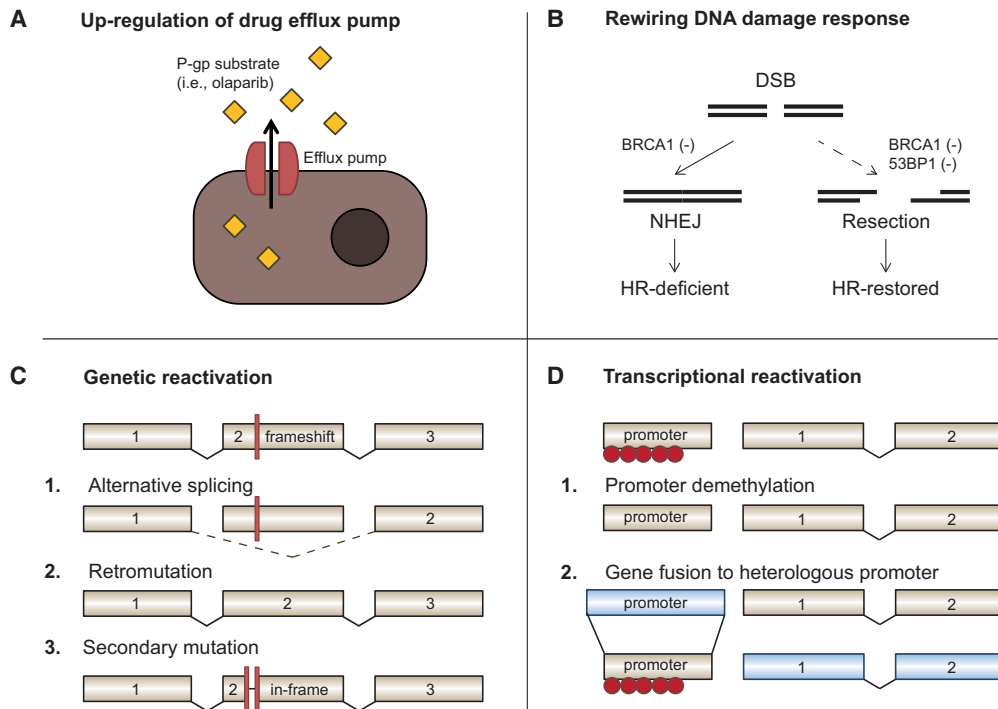 A Up-regulation of drug efflux pump
P-gp substrate
(i.e., olaparib)
Efflux pump
B Rewiring DNA damage response
DSB
BRCA1 (-)
BRCA1 (-)
53BP1 (-)
NHEJ
Resection
HR-deficient
HR-restored
C Genetic reactivation
1 2 frameshift 3
1. Alternative splicing
1 2
2. Retromutation
1 2 3
3. Secondary mutation
1 2 in-frame 3
D Transcriptional reactivation
promoter 1 2
1. Promoter demethylation
promoter 1 2
2. Gene fusion to heterologous promoter
promoter 1 2
promoter 1 2